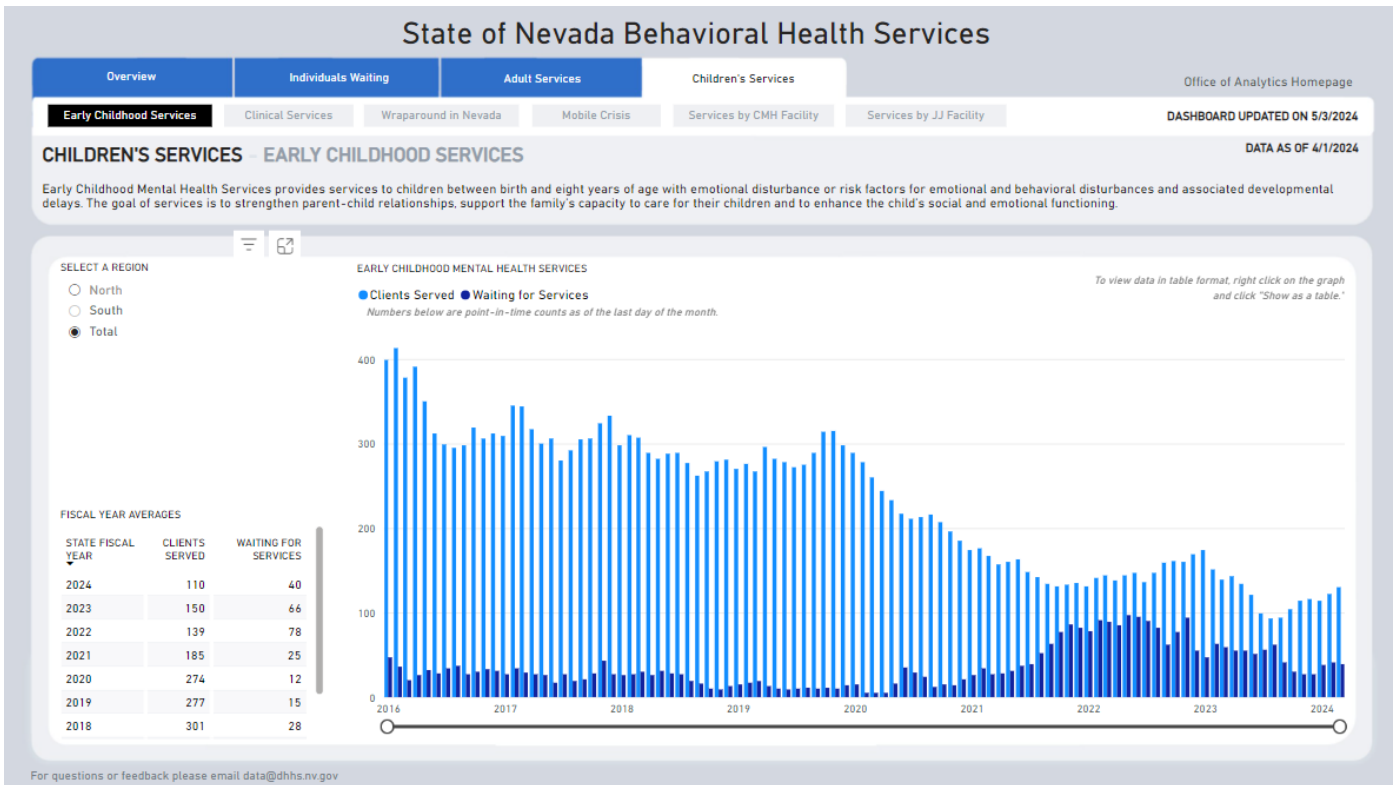 State of Nevada Behavioral Health Services
Overview
Individuals Waiting
Adult Services
Children's Services
Office of Analytics Homepage
Early Childhood Services
Clinical Services
Wraparound in Nevada
Mobile Crisis
Services by CMH Facility
Services by JJ Facility
DASHBOARD UPDATED ON 5/3/2024
CHILDREN'S SERVICES - EARLY CHILDHOOD SERVICES
DATA AS OF 4/1/2024
Early Childhood Mental Health Services provides services to children between birth and eight years of age with emotional disturbance or risk factors for emotional and behavioral disturbances and associated developmental
delays. The goal of services is to strengthen parent-child relationships, support the family's capacity to care for their children and to enhance the child's social and emotional functioning.
SELECT A REGION
North
South
Total
EARLY CHILDHOOD MENTAL HEALTH SERVICES
Clients Served Waiting for Services
Numbers below are point-in-time counts as of the last day of the month.
To view data in table format, right click on the graph
and click "Show as a table."
400
300
200
100
0
2016 2017 2018 2019 2020 2021 2022 2023 2024
FISCAL YEAR AVERAGES
STATE FISCAL CLIENTS WAITING FOR
YEAR SERVED SERVICES
2024 110 40
2023 150 66
2022 139 78
2021 185 25
2020 274 12
2019 277 15
2018 301 28
For questions or feedback please email data@dhhs.nv.gov